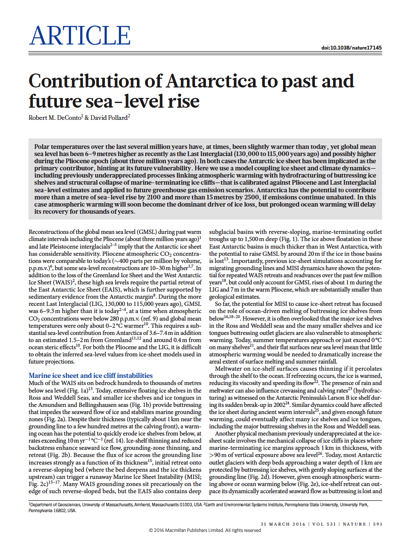 ARTICLE
doi:10.1038/nature17145
Contribution of Antarctica to past and
future sea-level rise
Robert M. DeConto¹ & David Pollard²
Polar temperatures over the last several million years have, at times, been slightly warmer than today, yet global mean
sea level has been 6–9 metres higher as recently as the Last Interglacial (130,000 to 115,000 years ago) and possibly higher
during the Pliocene epoch (about three million years ago). In both cases the Antarctic ice sheet has been implicated as the
primary contributor, hinting at its future vulnerability. Here we use a model coupling ice sheet and climate dynamics—
including previously underappreciated processes linking atmospheric warming with hydrofracturing of buttressing ice
shelves and structural collapse of marine-terminating ice cliffs—that is calibrated against Pliocene and Last Interglacial
sea-level estimates and applied to future greenhouse gas emission scenarios. Antarctica has the potential to contribute
more than a metre of sea-level rise by 2100 and more than 15 metres by 2500, if emissions continue unabated. In this
case atmospheric warming will soon become the dominant driver of ice loss, but prolonged ocean warming will delay
its recovery for thousands of years.
Reconstructions of the global mean sea level (GMSL) during past warm
climate intervals including the Pliocene (about three million years ago)¹
and late Pleistocene interglacials²⁻⁵ imply that the Antarctic ice sheet
has considerable sensitivity. Pliocene atmospheric CO₂ concentrations
were comparable to today's (~400 parts per million by volume,
p.p.m.v.)⁶, but some sea-level reconstructions are 10–30 m higher¹,⁷. In
addition to the loss of the Greenland Ice Sheet and the West Antarctic
Ice Sheet (WAIS)², these high sea levels require the partial retreat of
the East Antarctic Ice Sheet (EAIS), which is further supported by
sedimentary evidence from the Antarctic margin⁸. During the more
recent Last Interglacial (LIG, 130,000 to 115,000 years ago), GMSL
was 6–9.3 m higher than it is today²⁻⁴, at a time when atmospheric
CO₂ concentrations were below 280 p.p.m.v. (ref. 9) and global mean
temperatures were only about 0–2 °C warmer¹⁰. This requires a sub-
stantial sea-level contribution from Antarctica of 3.6–7.4 m in addition
to an estimated 1.5–2 m from Greenland¹¹,¹² and around 0.4 m from
ocean steric effects¹⁰. For both the Pliocene and the LIG, it is difficult
to obtain the inferred sea-level values from ice-sheet models used in
future projections.
Marine ice sheet and ice cliff instabilities
Much of the WAIS sits on bedrock hundreds to thousands of metres
below sea level (Fig. 1a)¹³. Today, extensive floating ice shelves in the
Ross and Weddell Seas, and smaller ice shelves and ice tongues in
the Amundsen and Bellingshausen seas (Fig. 1b) provide buttressing
that impedes the seaward flow of ice and stabilizes marine grounding
zones (Fig. 2a). Despite their thickness (typically about 1 km near the
grounding line to a few hundred metres at the calving front), a warm-
ing ocean has the potential to quickly erode ice shelves from below, at
rates exceeding 10 m yr⁻¹ °C⁻¹ (ref. 14). Ice-shelf thinning and reduced
backstress enhance seaward ice flow, grounding-zone thinning, and
retreat (Fig. 2b). Because the flux of ice across the grounding line
increases strongly as a function of its thickness¹⁵, initial retreat onto
a reverse-sloping bed (where the bed deepens and the ice thickens
upstream) can trigger a runaway Marine Ice Sheet Instability (MISI;
Fig. 2c)¹⁵⁻¹⁷. Many WAIS grounding zones sit precariously on the
edge of such reverse-sloped beds, but the EAIS also contains deep
subglacial basins with reverse-sloping, marine-terminating outlet
troughs up to 1,500 m deep (Fig. 1). The ice above floatation in these
East Antarctic basins is much thicker than in West Antarctica, with
the potential to raise GMSL by around 20 m if the ice in those basins
is lost¹³. Importantly, previous ice-sheet simulations accounting for
migrating grounding lines and MISI dynamics have shown the poten-
tial for repeated WAIS retreats and readvances over the past few million
years¹⁸, but could only account for GMSL rises of about 1 m during the
LIG and 7 m in the warm Pliocene, which are substantially smaller than
geological estimates.
So far, the potential for MISI to cause ice-sheet retreat has focused
on the role of ocean-driven melting of buttressing ice shelves from
below¹⁴,¹⁸⁻²⁰. However, it is often overlooked that the major ice shelves
in the Ross and Weddell seas and the many smaller shelves and ice
tongues buttressing outlet glaciers are also vulnerable to atmospheric
warming. Today, summer temperatures approach or just exceed 0 °C
on many shelves²¹, and their flat surfaces near sea level mean that little
atmospheric warming would be needed to dramatically increase the
areal extent of surface melting and summer rainfall.
Meltwater on ice-shelf surfaces causes thinning if it percolates
through the shelf to the ocean. If refreezing occurs, the ice is warmed,
reducing its viscosity and speeding its flow²². The presence of rain and
meltwater can also influence crevassing and calving rates²³ (hydrofrac-
turing) as witnessed on the Antarctic Peninsula's Larsen B ice shelf dur-
ing its sudden break-up in 2002²⁴. Similar dynamics could have affected
the ice sheet during ancient warm intervals²⁵, and given enough future
warming, could eventually affect many ice shelves and ice tongues,
including the major buttressing shelves in the Ross and Weddell seas.
Another physical mechanism previously underappreciated at the ice-
sheet scale involves the mechanical collapse of ice cliffs in places where
marine-terminating ice margins approach 1 km in thickness, with
>90 m of vertical exposure above sea level²⁶. Today, most Antarctic
outlet glaciers with deep beds approaching a water depth of 1 km are
protected by buttressing ice shelves, with gently sloping surfaces at the
grounding line (Fig. 2d). However, given enough atmospheric warm-
ing above or ocean warming below (Fig. 2e), ice-shelf retreat can out-
pace its dynamically accelerated seaward flow as buttressing is lost and
¹Department of Geosciences, University of Massachusetts, Amherst, Massachusetts 01003, USA. ²Earth and Environmental Systems Institute, Pennsylvania State University, University Park,
Pennsylvania 16802, USA.
31 MARCH 2016 | VOL 531 | NATURE | 591
© 2016 Macmillan Publishers Limited. All rights reserved